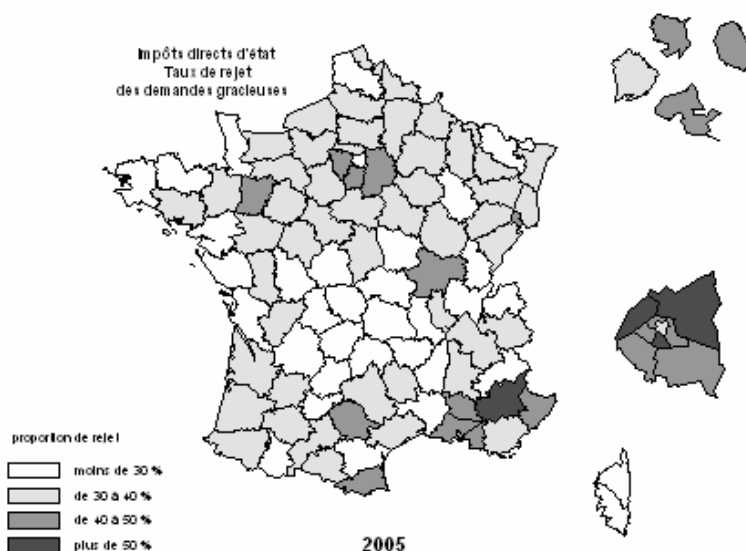 Impôts directs d'état
Taux de rejet
des demandes gracieuses
proportion de rejet
moins de 30 %
de 30 à 40 %
de 40 à 50 %
plus de 50 %
2005